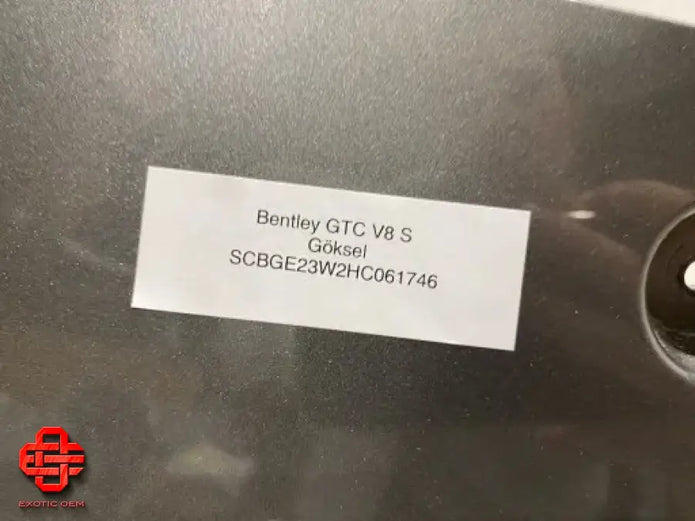 Bentley GTC V8 S
Göksel
SCBGE23W2HC061746
EXOTIC OEM